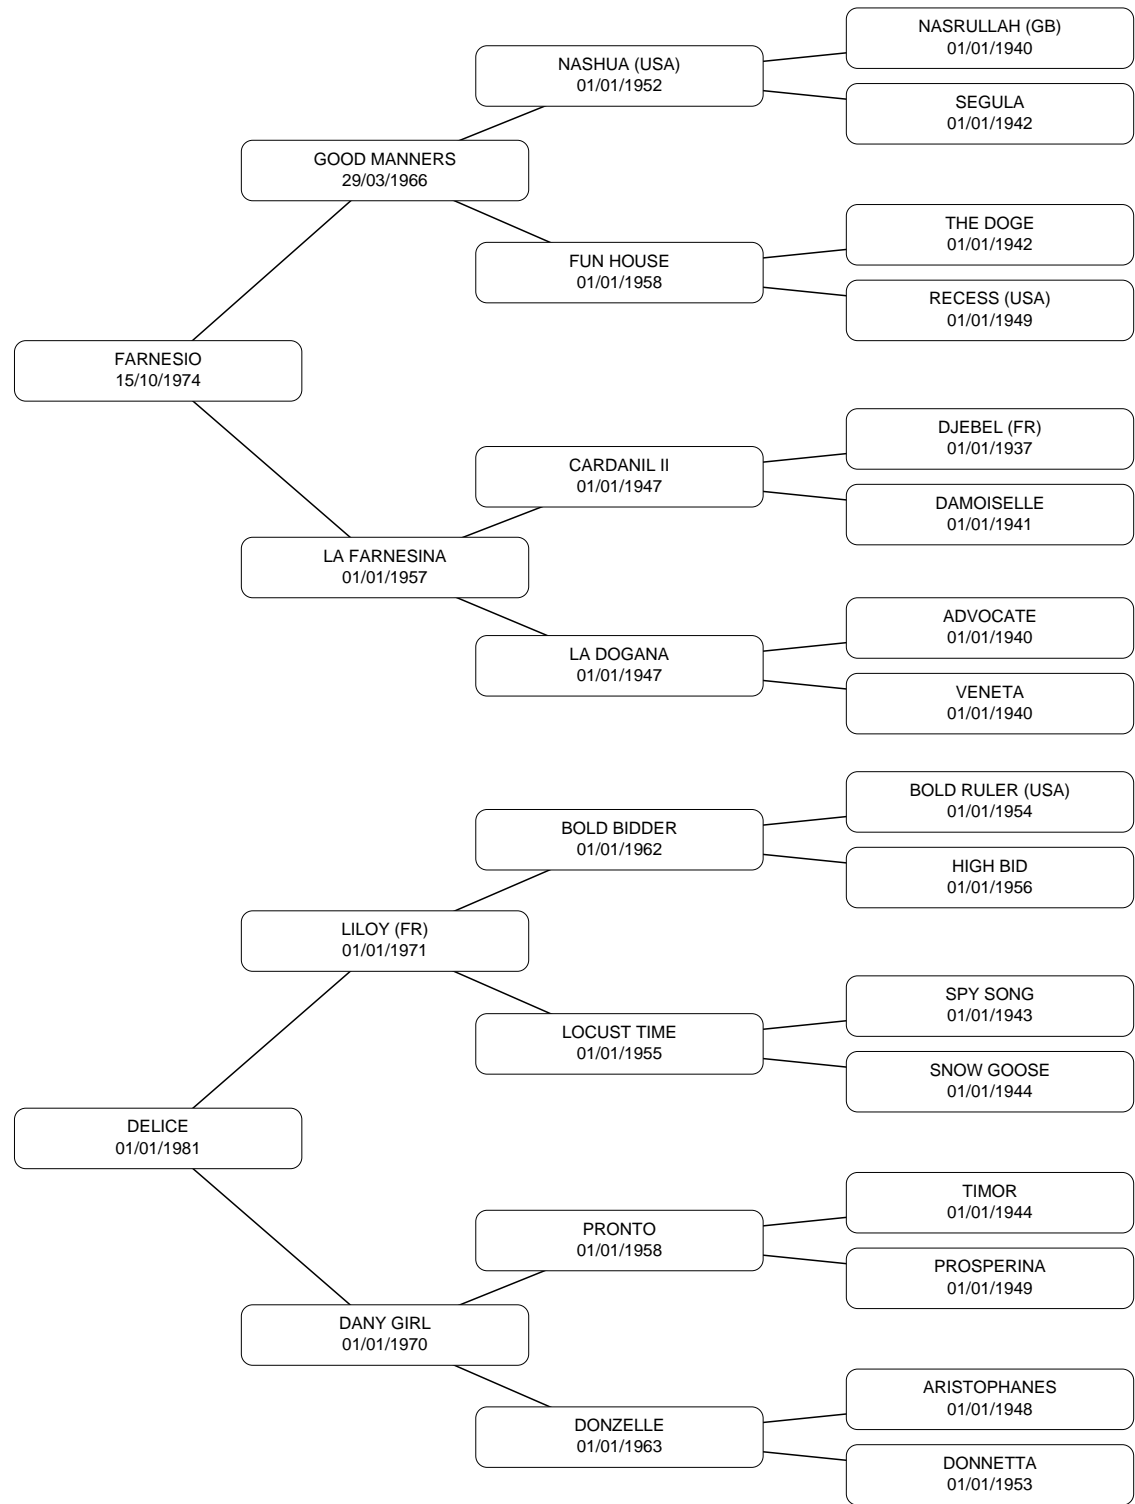 NASRULLAH (GB)
01/01/1940
NASHUA (USA)
01/01/1952
SEGULA
01/01/1942
GOOD MANNERS
29/03/1966
THE DOGE
01/01/1942
FUN HOUSE
01/01/1958
RECESS (USA)
01/01/1949
FARNESIO
15/10/1974
DJEBEL (FR)
01/01/1937
CARDANIL II
01/01/1947
DAMOISELLE
01/01/1941
LA FARNESINA
01/01/1957
ADVOCATE
01/01/1940
LA DOGANA
01/01/1947
VENETA
01/01/1940
BOLD RULER (USA)
01/01/1954
BOLD BIDDER
01/01/1962
HIGH BID
01/01/1956
LILOY (FR)
01/01/1971
SPY SONG
01/01/1943
LOCUST TIME
01/01/1955
SNOW GOOSE
01/01/1944
DELICE
01/01/1981
TIMOR
01/01/1944
PRONTO
01/01/1958
PROSPERINA
01/01/1949
DANY GIRL
01/01/1970
ARISTOPHANES
01/01/1948
DONZELLE
01/01/1963
DONNETTA
01/01/1953